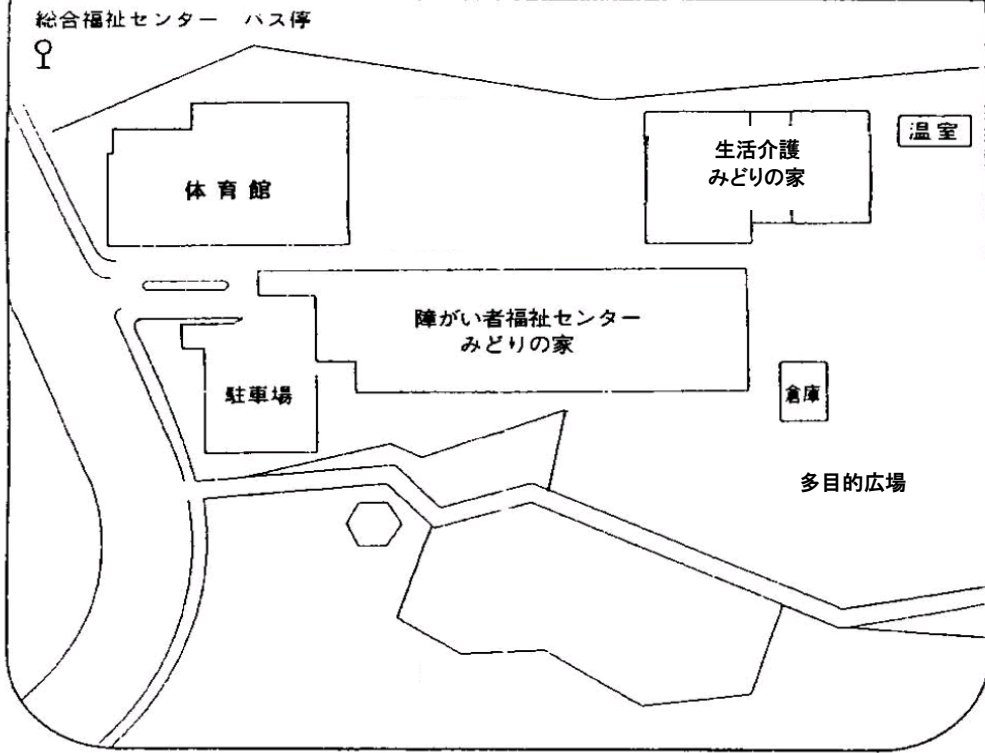 総合福祉センター バス停
温室
生活介護
みどりの家
体育館
障がい者福祉センター
みどりの家
駐車場
倉庫
多目的広場